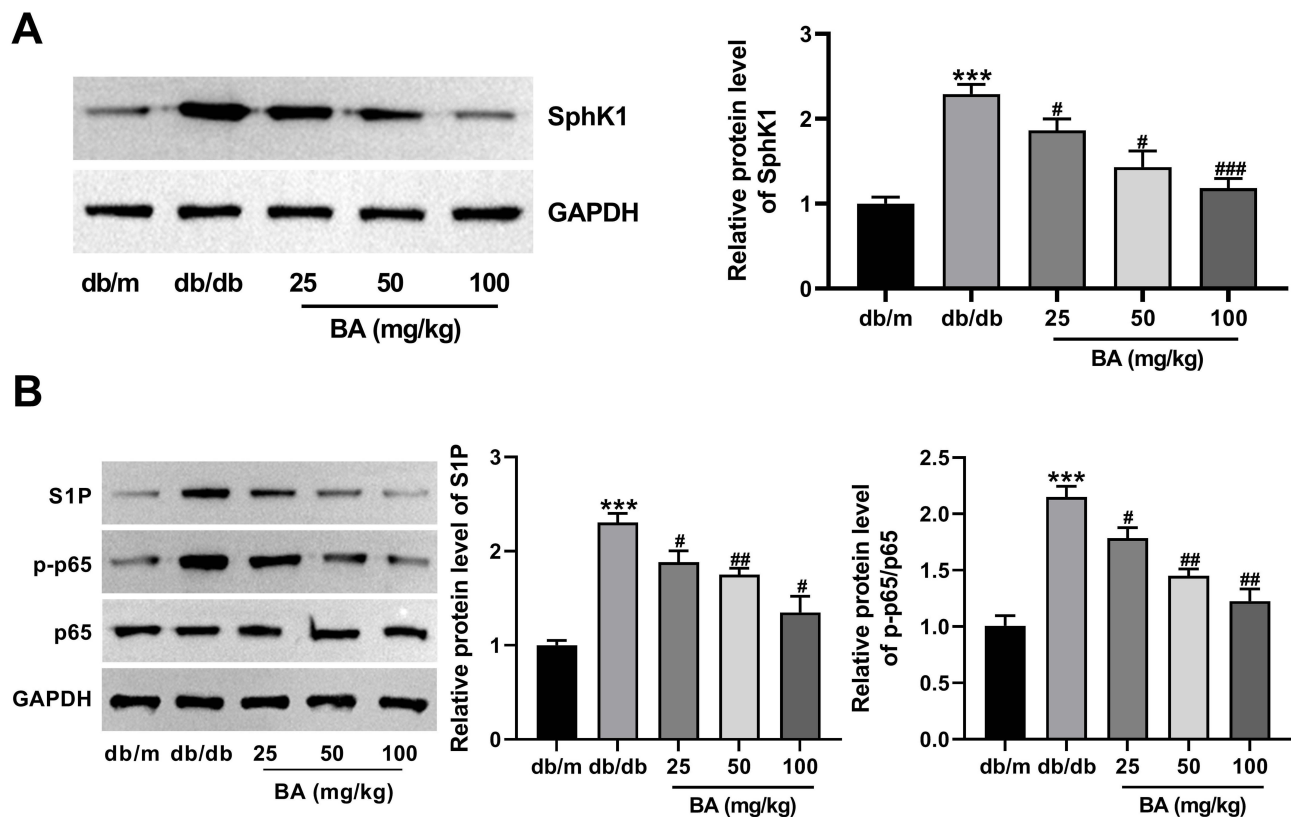 A
SphK1
GAPDH
db/m db/db 25 50 100
BA (mg/kg)
Relative protein level
of SphK1
3
2
1
0
***
#
#
###
db/m db/db 25 50 100
BA (mg/kg)
B
S1P
p-p65
p65
GAPDH
db/m db/db 25 50 100
BA (mg/kg)
Relative protein level of S1P
3
2
1
0
***
#
##
#
db/m db/db 25 50 100
BA (mg/kg)
Relative protein level
of p-p65/p65
2.5
2.0
1.5
1.0
0.5
0.0
***
#
##
##
db/m db/db 25 50 100
BA (mg/kg)